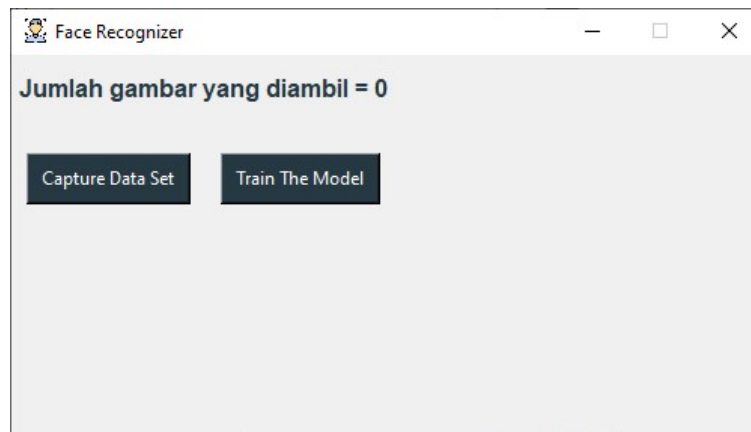 Face Recognizer
Jumlah gambar yang diambil = 0
Capture Data Set Train The Model